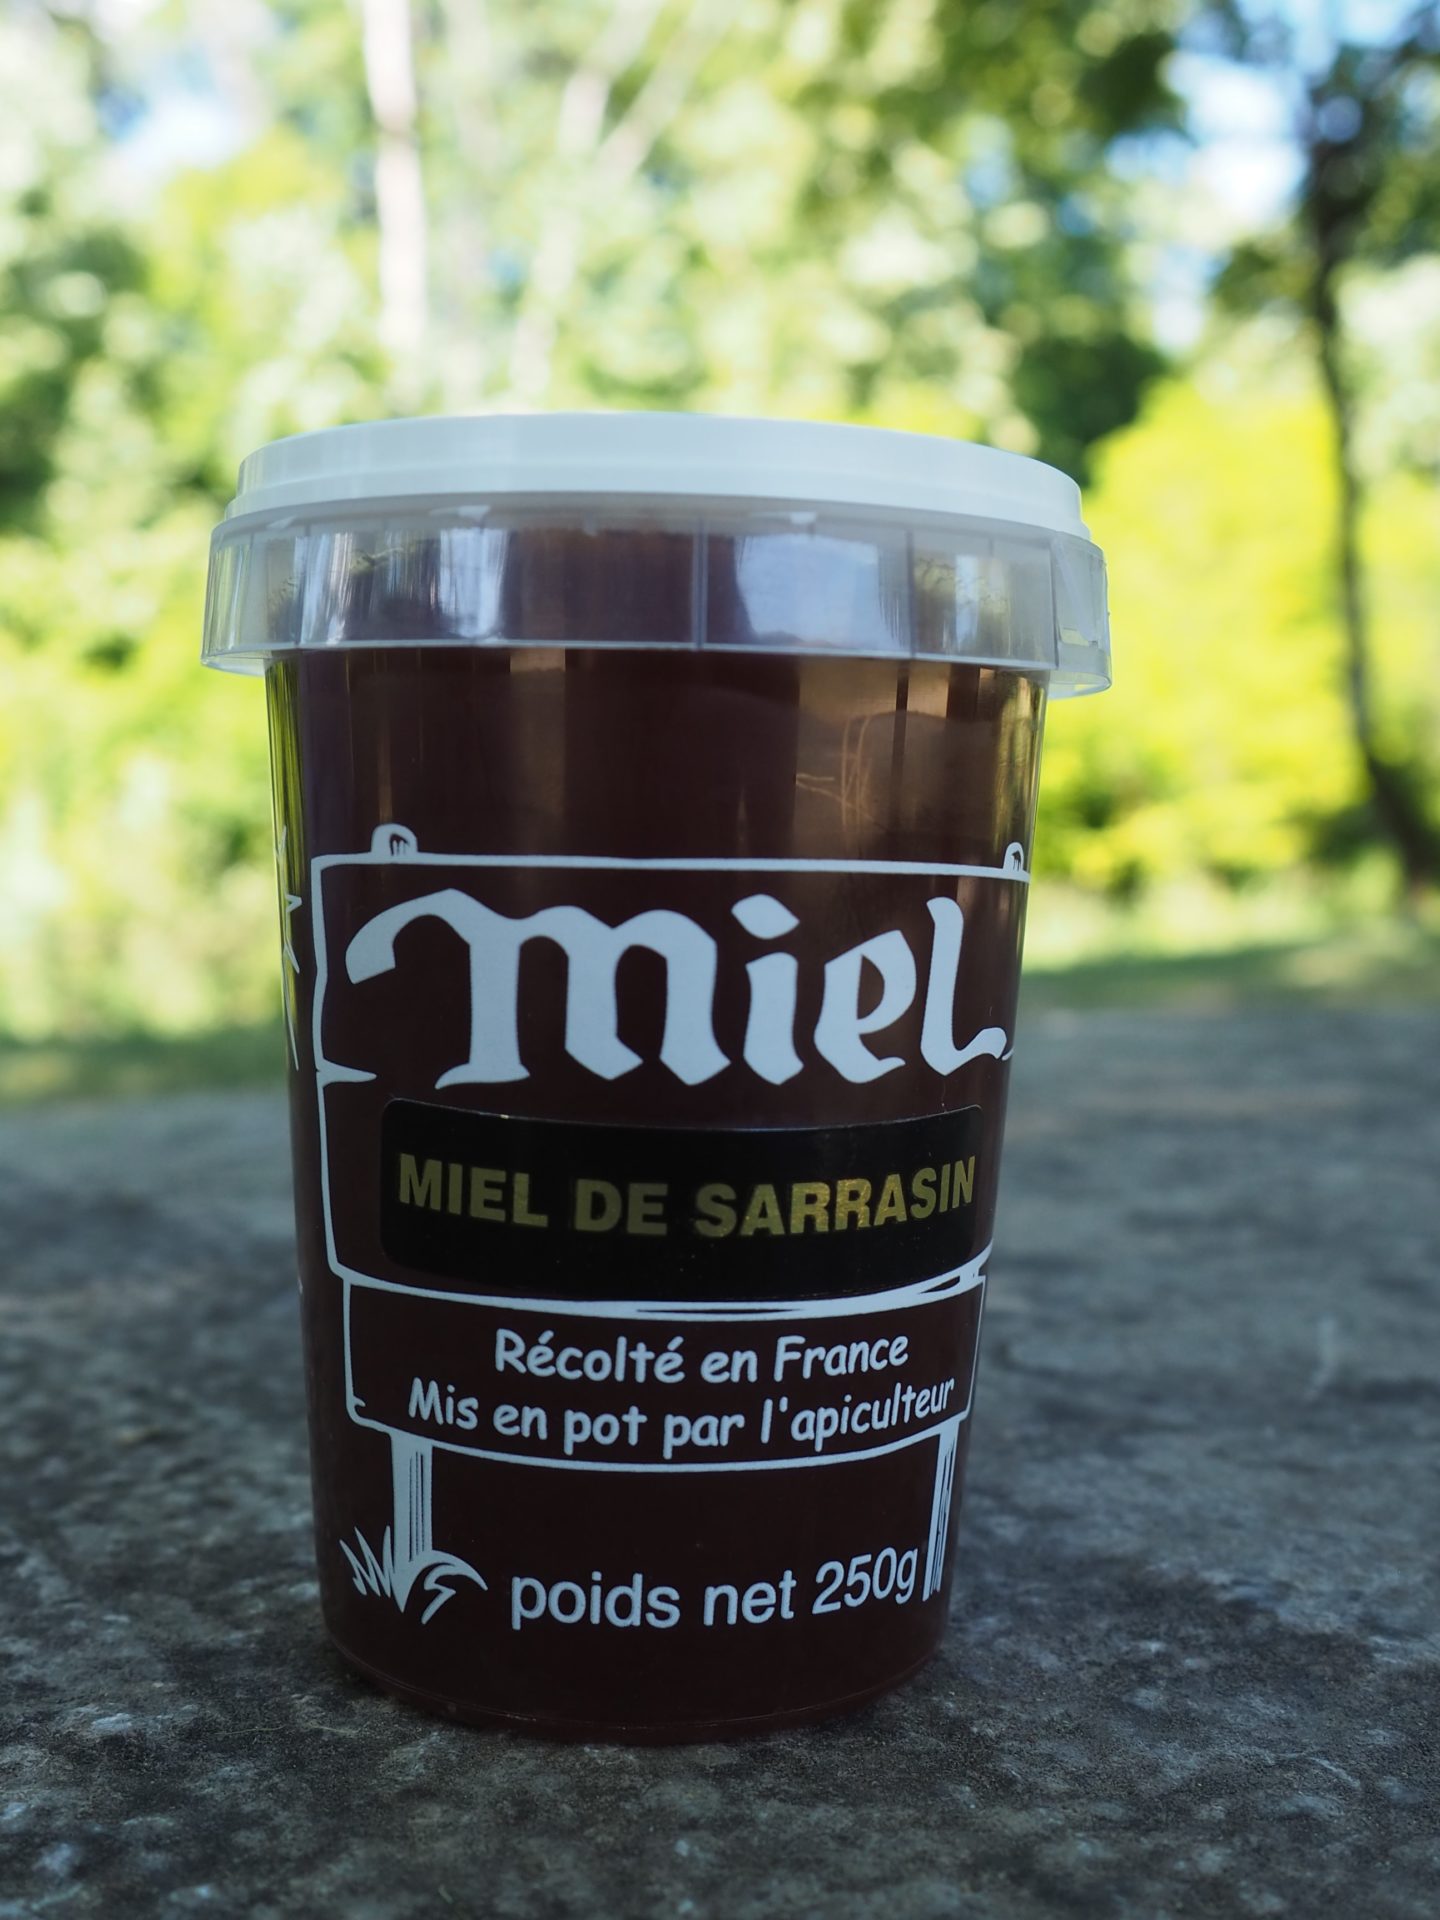 Miel
MIEL DE SARRASIN
Récolté en France
Mis en pot par l'apiculteur
poids net 250g